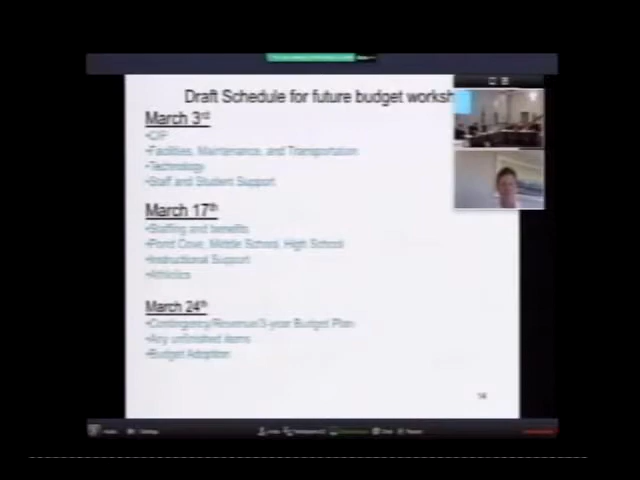 Draft Schedule for future budget worksh
March 3rd
•CIP
•Facilities, Maintenance, and Transportation
•Technology
•Staff and Student Support
March 17th
•Staffing and benefits
•Pond Cove, Middle School, High School
•Instructional Support
•Athletics
March 24th
•Contingency/Revenue/3-year Budget Plan
•Any unfinished items
•Budget Adoption
14